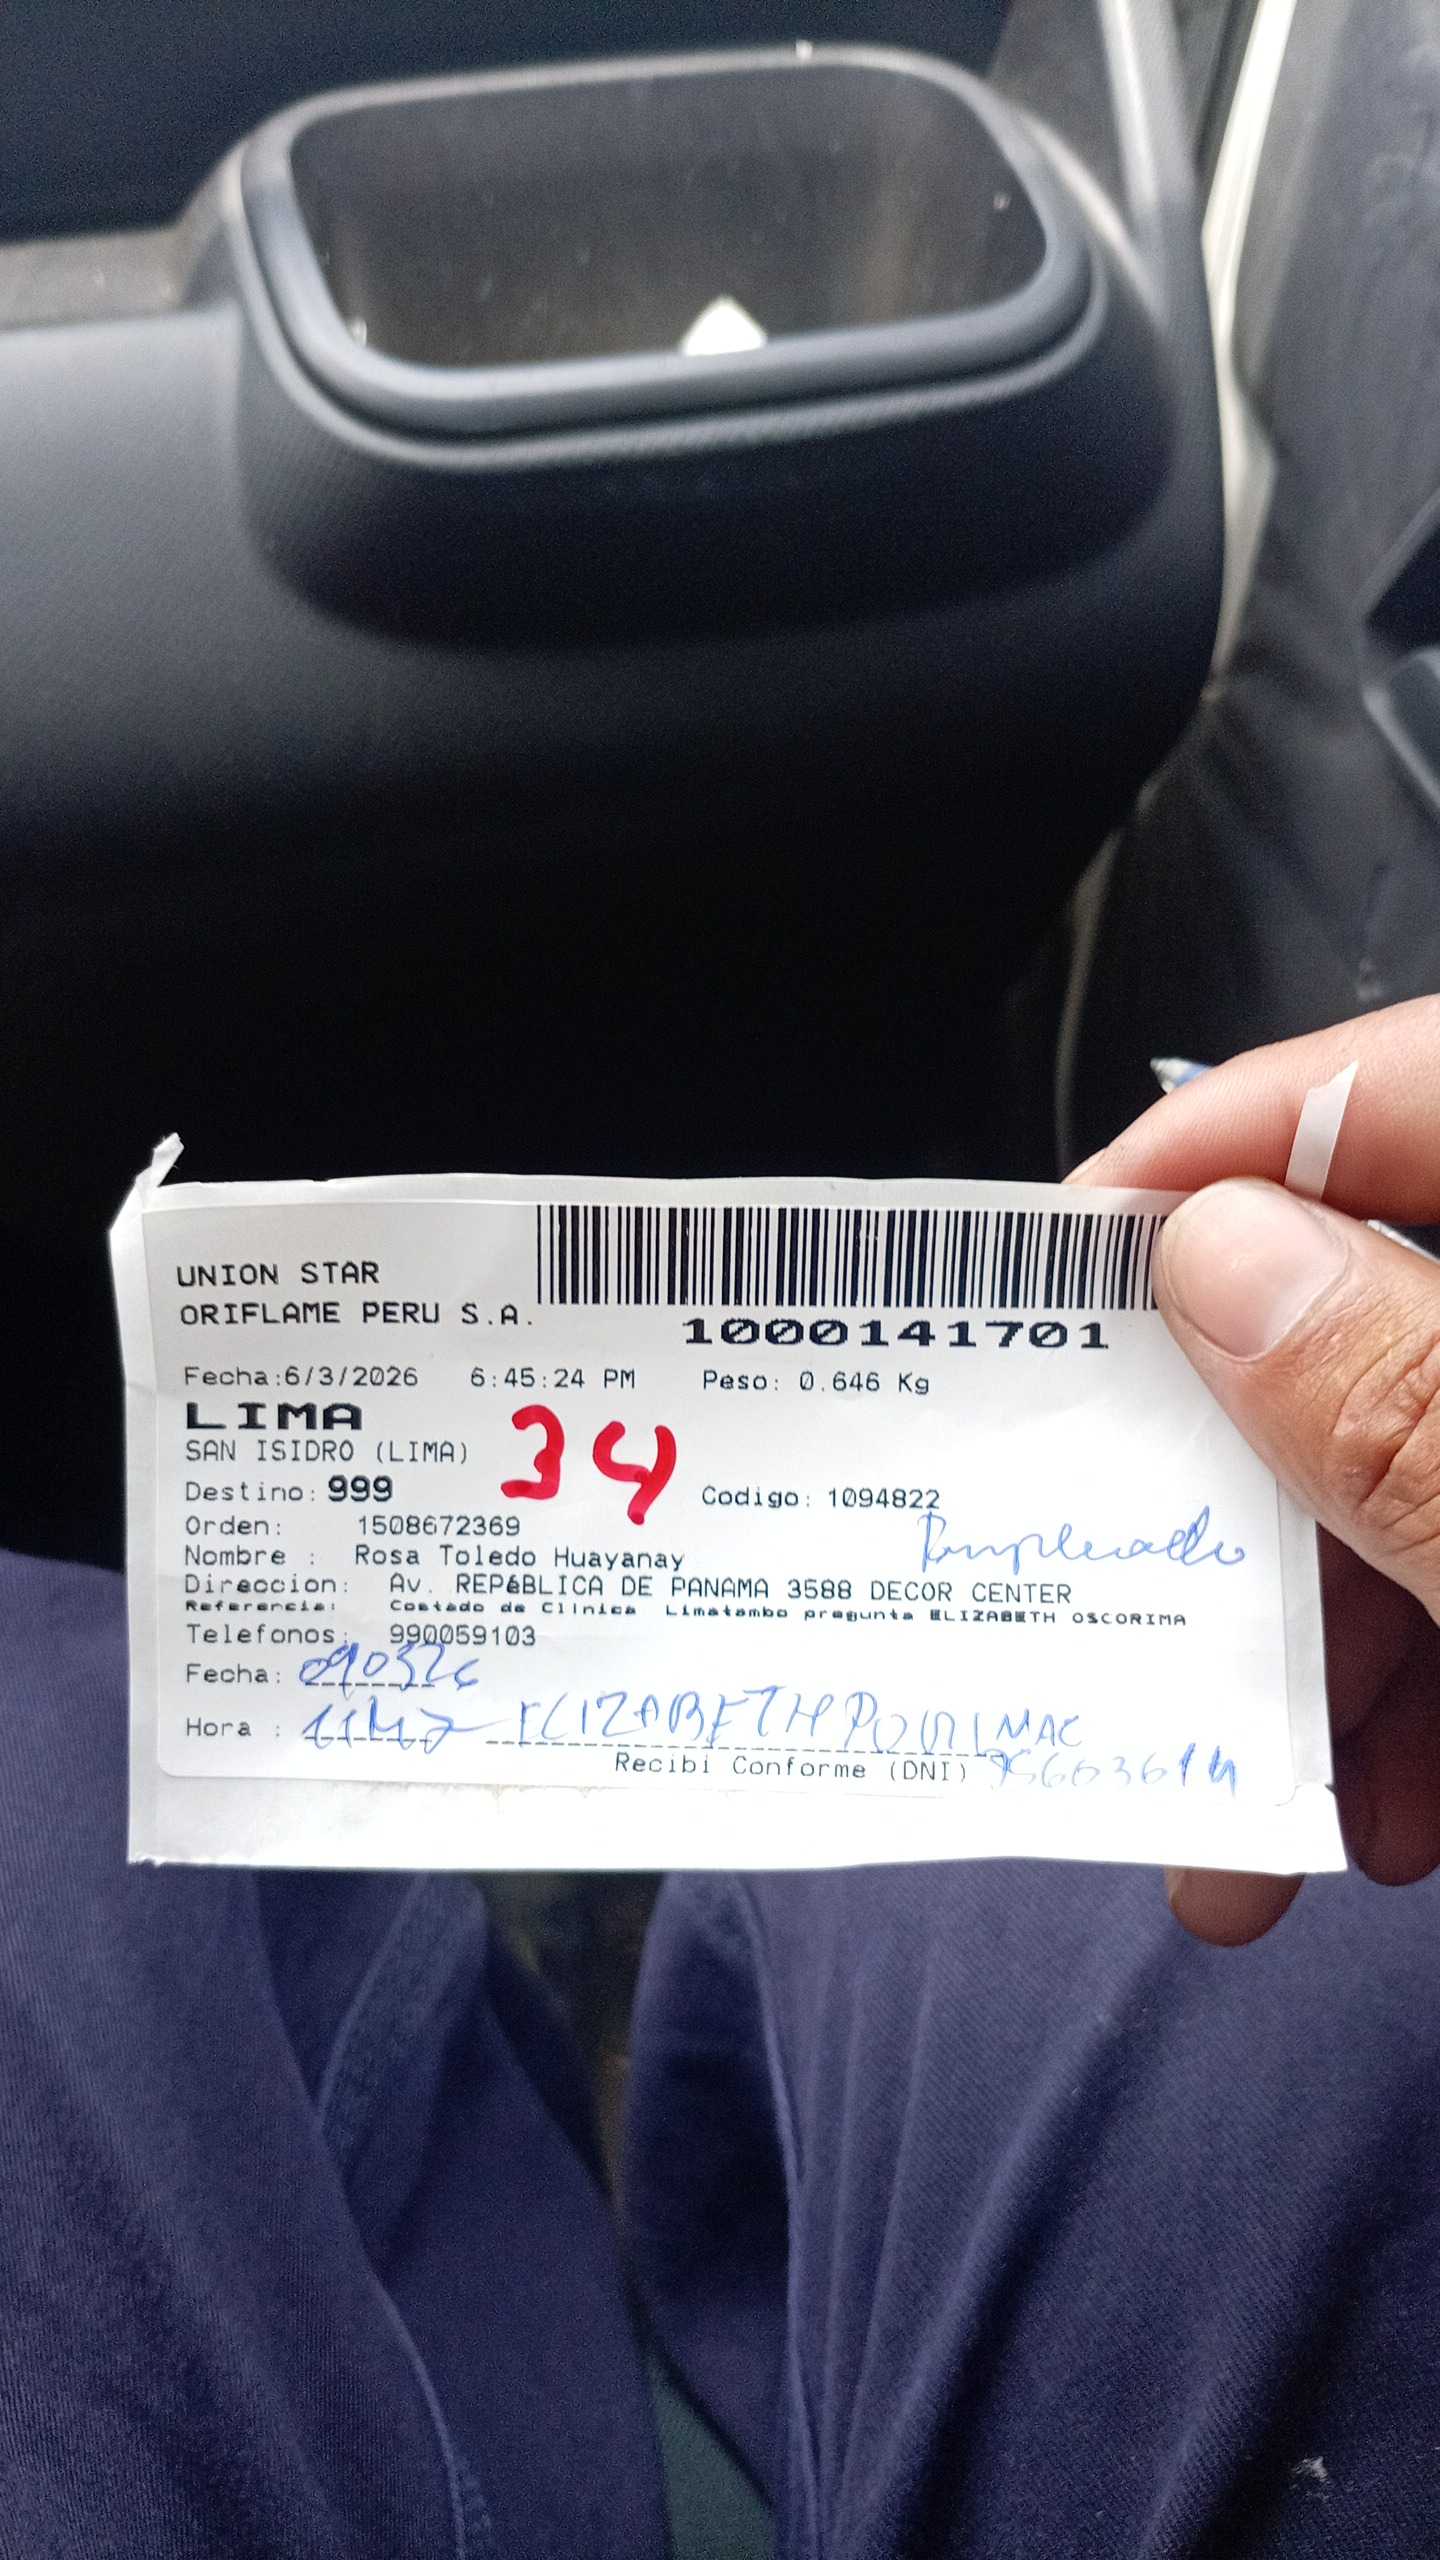 UNION STAR
ORIFLAME PERU S.A.
1000141701
Fecha:6/3/2026 6:45:24 PM Peso: 0.646 Kg
LIMA
SAN ISIDRO (LIMA)
34
Destino: 999 Codigo: 1094822
Orden: 1508672369
Empleado
Nombre : Rosa Toledo Huayanay
Direccion: Av. REPéBLICA DE PANAMA 3588 DECOR CENTER
Referencia: Costado de Clinica Limatambo pregunta ELIZABETH OSCORIMA
Telefonos: 990059103
Fecha: 090326
Hora : ELIZABETH
Recibi Conforme (DNI)